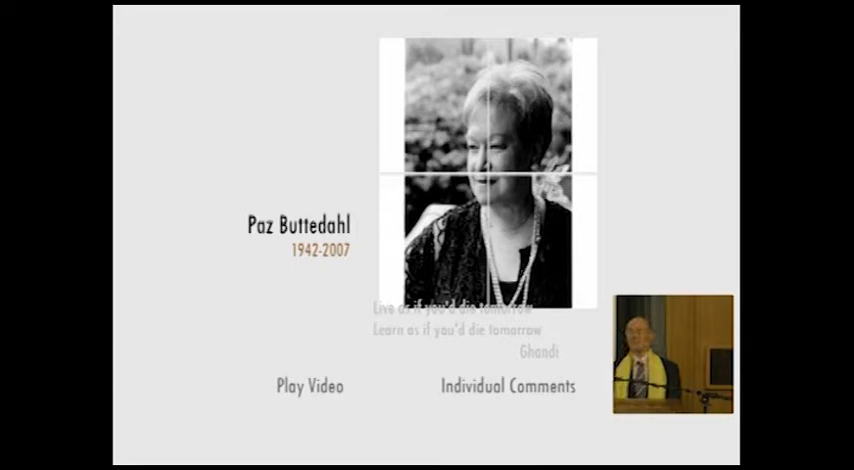 Paz Buttedahl
1942-2007
Live as if you'd die tomorrow
Learn as if you'd die tomorrow
Ghandi
Play Video
Individual Comments